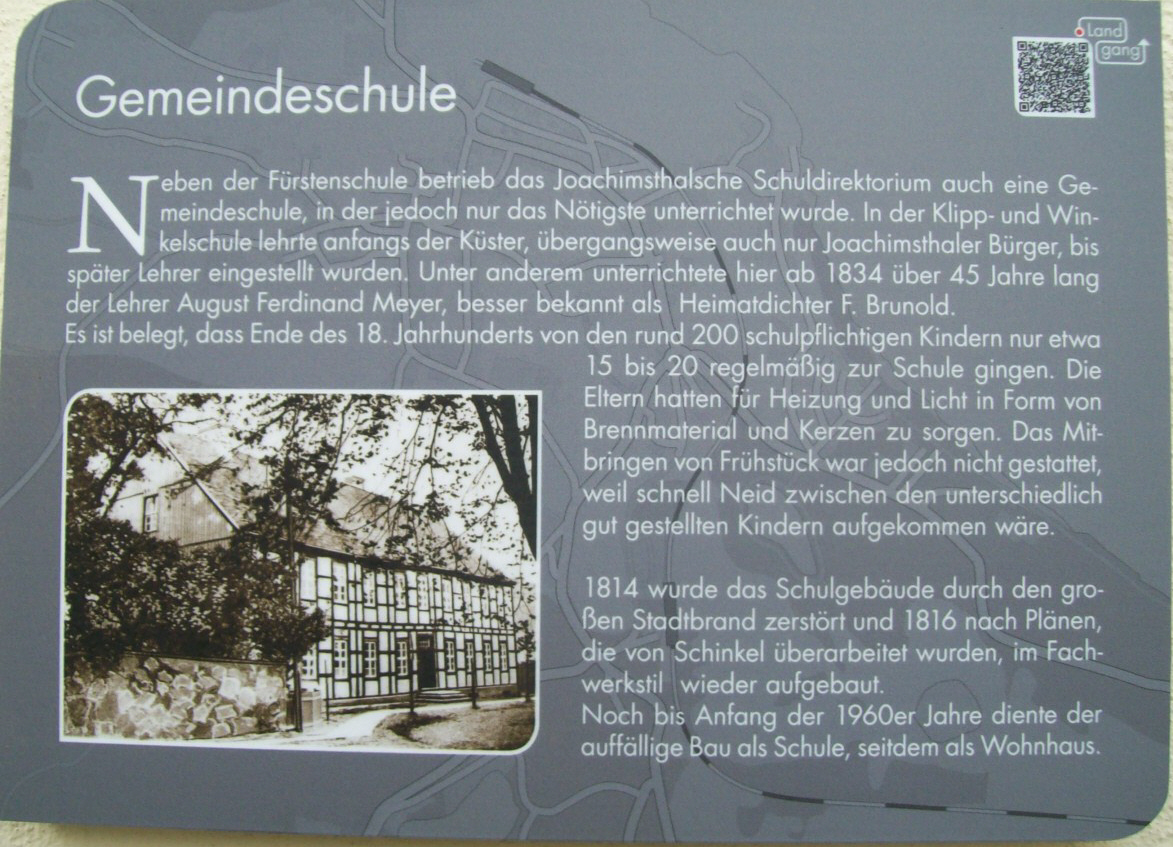 Land
gang
Gemeindeschule
Neben der Fürstenschule betrieb das Joachimsthalsche Schuldirektorium auch eine Ge-
meindeschule, in der jedoch nur das Nötigste unterrichtet wurde. In der Klipp- und Win-
kelschule lehrte anfangs der Küster, übergangsweise auch nur Joachimsthaler Bürger, bis
später Lehrer eingestellt wurden. Unter anderem unterrichtete hier ab 1834 über 45 Jahre lang
der Lehrer August Ferdinand Meyer, besser bekannt als Heimatdichter F. Brunold.
Es ist belegt, dass Ende des 18. Jahrhunderts von den rund 200 schulpflichtigen Kindern nur etwa
15 bis 20 regelmäßig zur Schule gingen. Die
Eltern hatten für Heizung und Licht in Form von
Brennmaterial und Kerzen zu sorgen. Das Mit-
bringen von Frühstück war jedoch nicht gestattet,
weil schnell Neid zwischen den unterschiedlich
gut gestellten Kindern aufgekommen wäre.
1814 wurde das Schulgebäude durch den gro-
ßen Stadtbrand zerstört und 1816 nach Plänen,
die von Schinkel überarbeitet wurden, im Fach-
werkstil wieder aufgebaut.
Noch bis Anfang der 1960er Jahre diente der
auffällige Bau als Schule, seitdem als Wohnhaus.